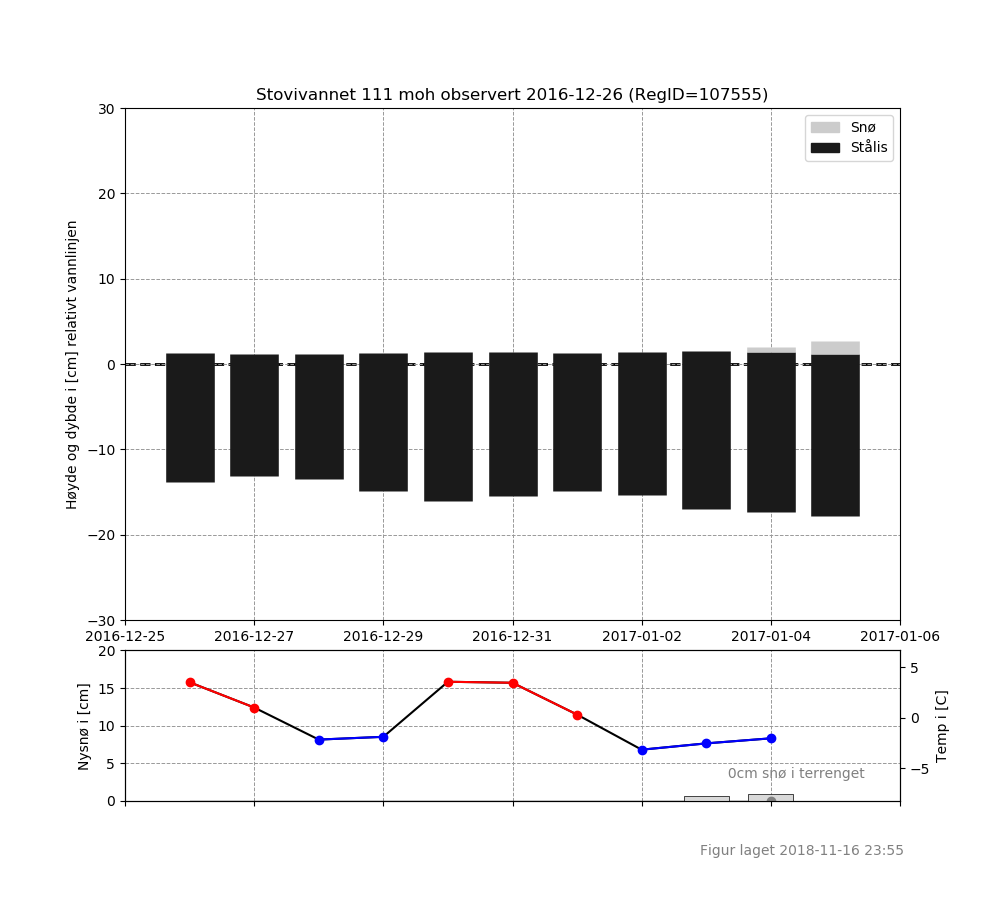 Stovivannet 111 moh observert 2016-12-26 (RegID=107555)
Snø
Stålis
Høyde og dybde i [cm] relativt vannlinjen
30
20
10
0
−10
−20
−30
2016-12-25 2016-12-27 2016-12-29 2016-12-31 2017-01-02 2017-01-04 2017-01-06
Nysnø i [cm]
20
15
10
5
0
5
0
−5
Temp i [C]
0cm snø i terrenget
Figur laget 2018-11-16 23:55